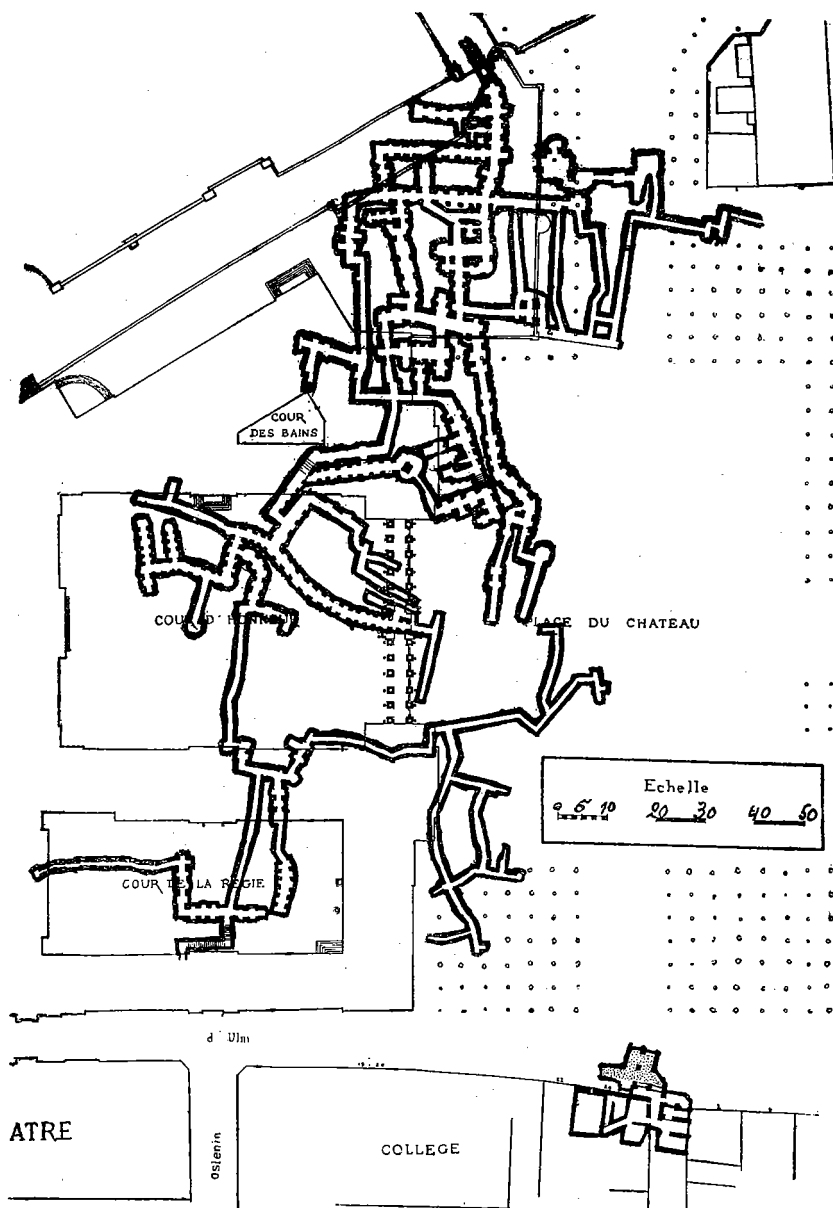 COUR
DES BAINS
COUR D'HONNEUR
PLACE DU CHATEAU
Echelle
0 5 10 20 30 40 50
COUR DE LA REGIE
d'Ulm
ATRE
Oslenin
COLLEGE